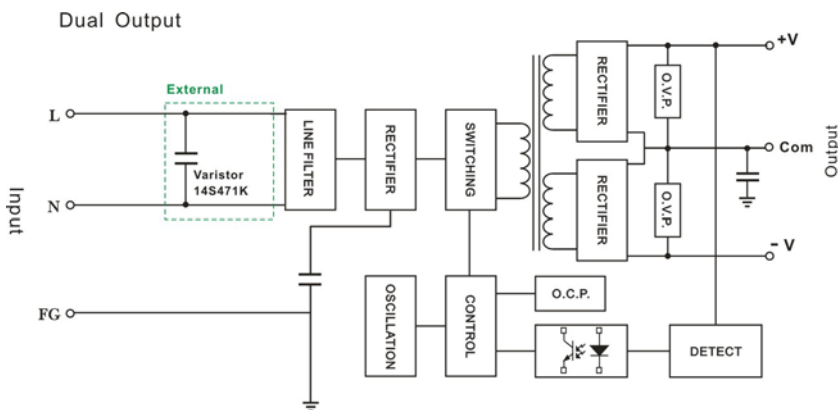 Dual Output
External
L
Varistor
14S471K
N
Input
FG
LINE FILTER
RECTIFIER
SWITCHING
RECTIFIER
RECTIFIER
O.V.P.
O.V.P.
+V
Com
- V
Output
OSCILLATION
CONTROL
O.C.P.
DETECT